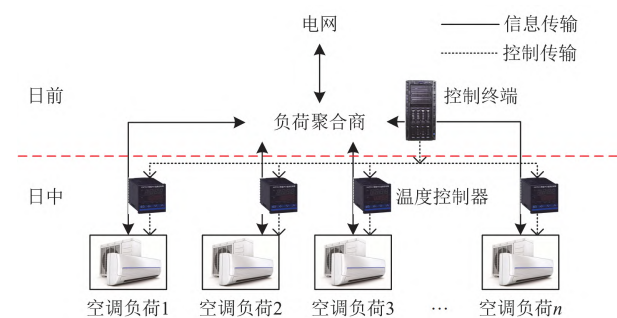 电网
信息传输
控制传输
日前
控制终端
负荷聚合商
日中
温度控制器
空调负荷1 空调负荷2 空调负荷3 … 空调负荷n